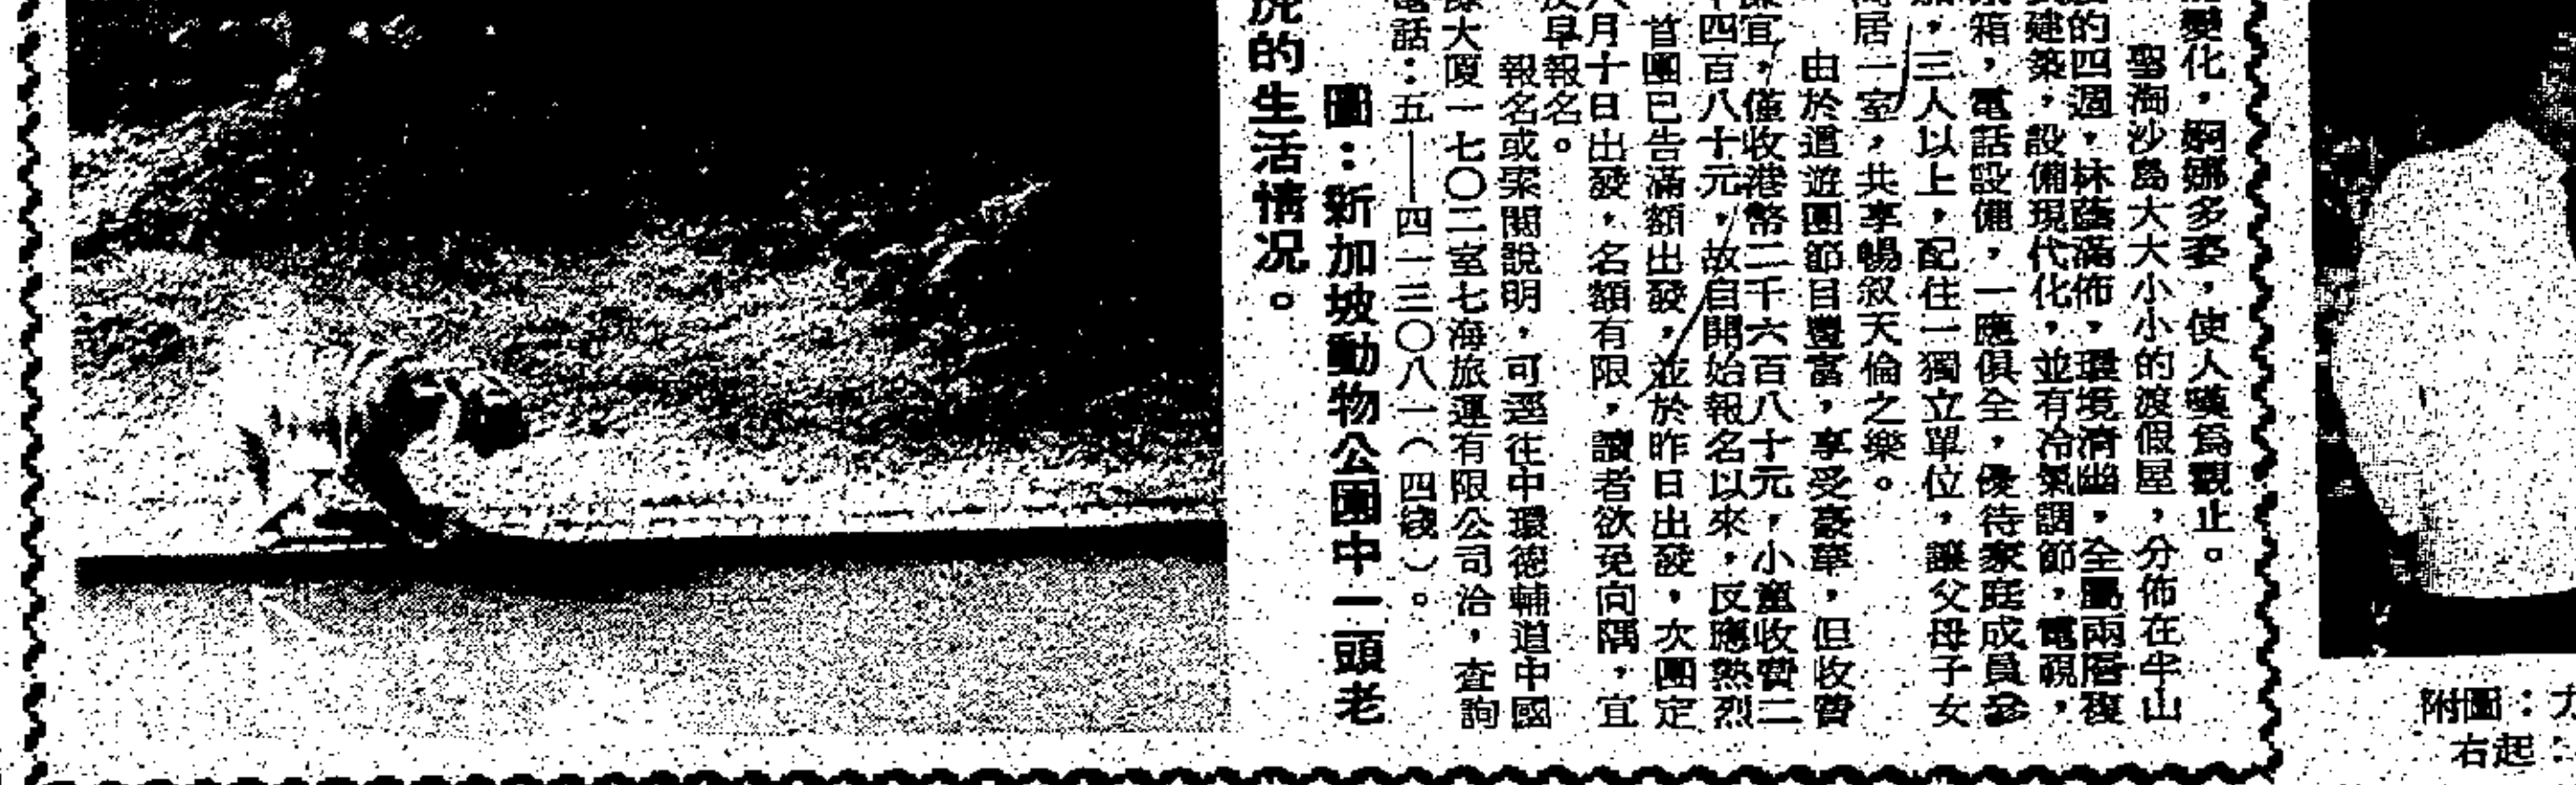 變化，婀娜多姿，使人嘆爲觀止。
聖淘沙島大大小小的渡假屋，分佈在半山
的四週，林蔭滿佈，環境清幽，全屬兩層複
式建築，設備現代化，並有冷氣調節，電視，
箱，電話設備，一應俱全，優待家庭成員參
加，三人以上，配住一獨立單位，讓父母子女
居一室，共享暢叙天倫之樂。
由於這遊團節目豐富，享受豪華，但收費
廉宜，僅收港幣二千六百八十元，小童收費二
千四百八十元，故自開始報名以來，反應熱烈
首團已告滿額出發，並於昨日出發，次團定
八月十日出發，名額有限，讀者欲免向隅，宜
及早報名。
報名或索閱說明，可逕往中環德輔道中國
大厦一七〇二室七海旅運有限公司洽，查詢
電話：五——四一三〇八一（四綫）。
圖：新加坡動物公園中一頭老
虎的生活情况。
附圖：
右起：